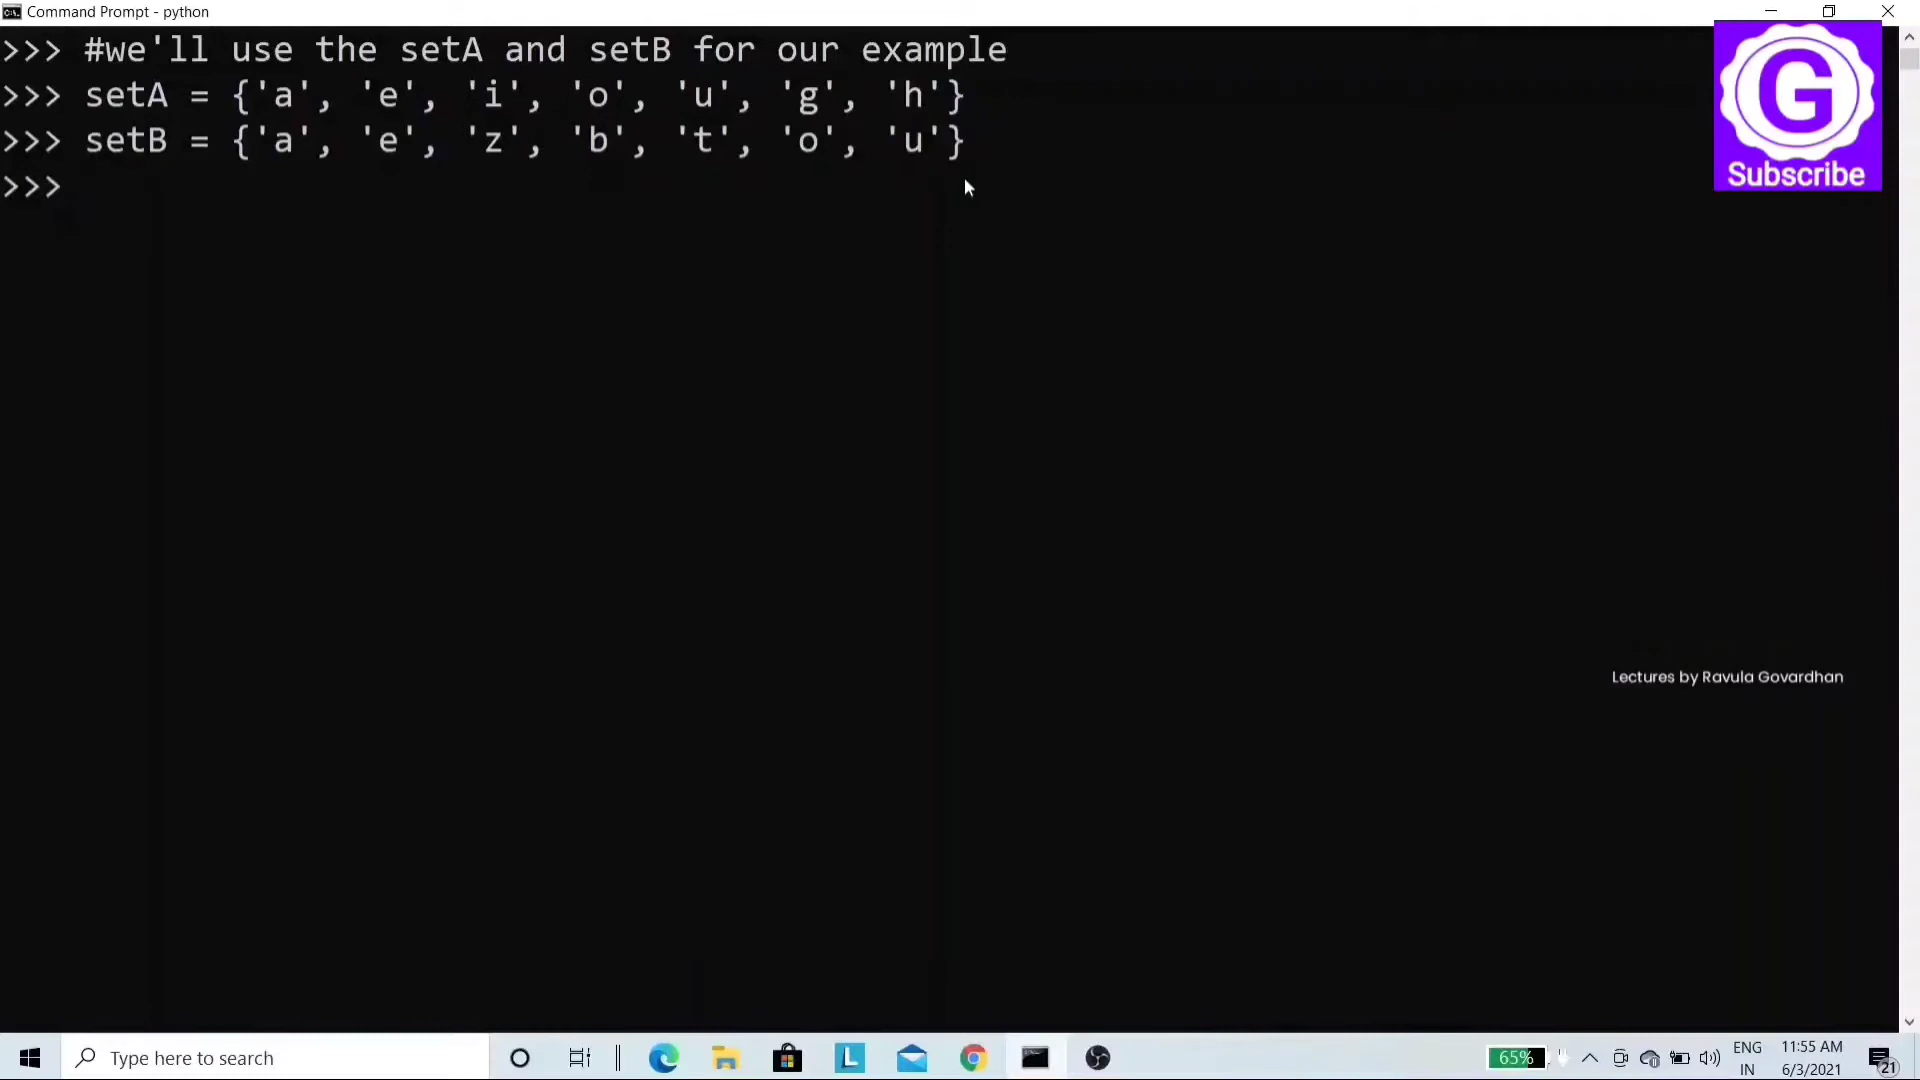 Command Prompt - python
>>> #we'll use the setA and setB for our example
>>> setA = {'a', 'e', 'i', 'o', 'u', 'g', 'h'}
>>> setB = {'a', 'e', 'z', 'b', 't', 'o', 'u'}
>>>
G
Subscribe
Lectures by Ravula Govardhan
Type here to search
L
65%
ENG
IN
11:55 AM
6/3/2021
21